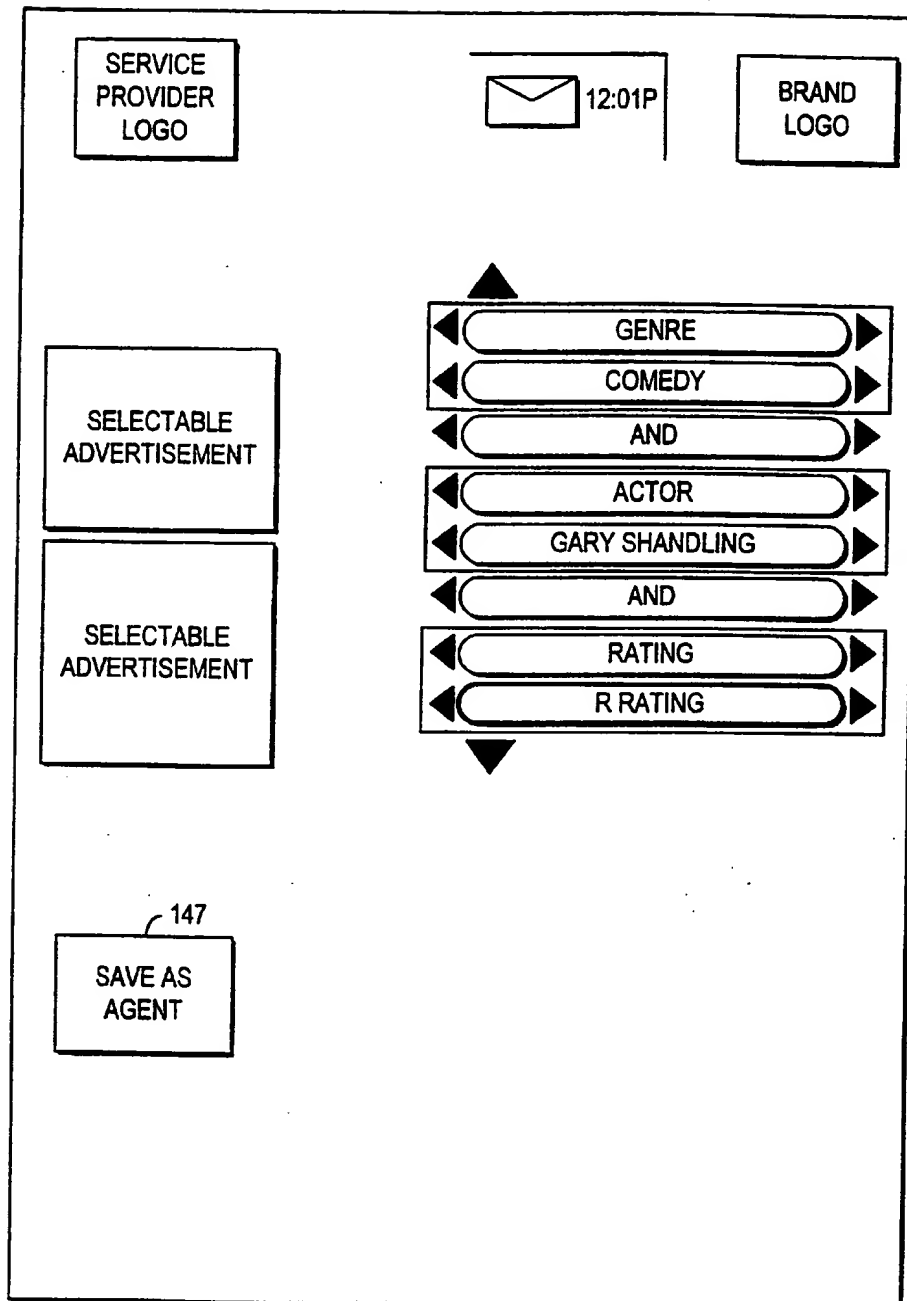 SERVICE
PROVIDER
LOGO
12:01P
BRAND
LOGO
GENRE
COMEDY
AND
ACTOR
GARY SHANDLING
AND
RATING
R RATING
SELECTABLE
ADVERTISEMENT
SELECTABLE
ADVERTISEMENT
147
SAVE AS
AGENT